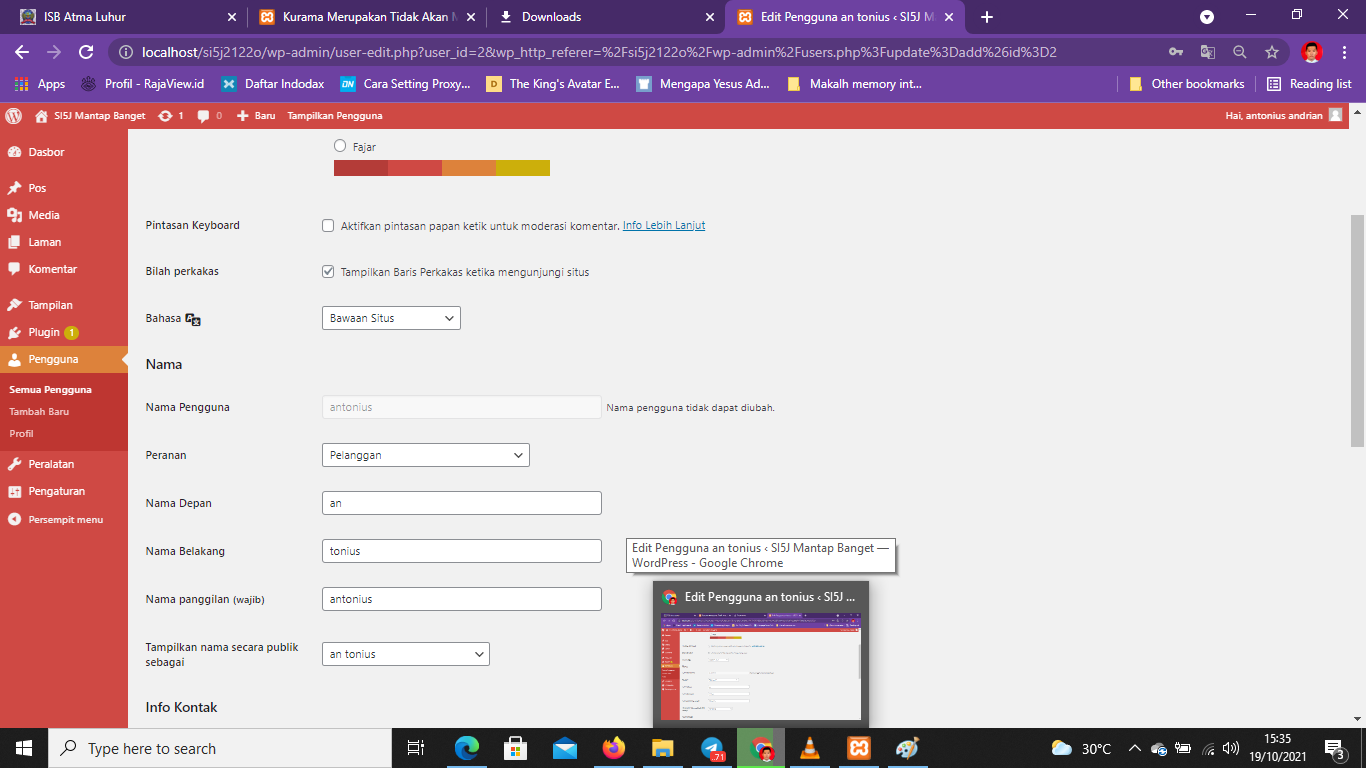 ISB Atma Luhur
Kurama Merupakan Tidak Akan M
Downloads
Edit Pengguna an tonius ‹ SI5J M
localhost/si5j2122o/wp-admin/user-edit.php?user_id=2&wp_http_referer=%2Fsi5j2122o%2Fwp-admin%2Fusers.php%3Fupdate%3Dadd%26id%3D2
Apps
Profil - RajaView.id
Daftar Indodax
Cara Setting Proxy...
The King's Avatar E...
Mengapa Yesus Ad...
Makalh memory int...
Other bookmarks
Reading list
SI5J Mantap Banget
1
0
Baru
Tampilkan Pengguna
Hai, antonius andrian
Dasbor
Pos
Media
Laman
Komentar
Tampilan
Plugin 1
Pengguna
Semua Pengguna
Tambah Baru
Profil
Peralatan
Pengaturan
Persempit menu
Fajar
Pintasan Keyboard
Aktifkan pintasan papan ketik untuk moderasi komentar. Info Lebih Lanjut
Bilah perkakas
Tampilkan Baris Perkakas ketika mengunjungi situs
Bahasa
Bawaan Situs
Nama
Nama Pengguna
antonius
Nama pengguna tidak dapat diubah.
Peranan
Pelanggan
Nama Depan
an
Nama Belakang
tonius
Nama panggilan (wajib)
antonius
Tampilkan nama secara publik
sebagai
an tonius
Info Kontak
Edit Pengguna an tonius ‹ SI5J Mantap Banget —
WordPress - Google Chrome
Edit Pengguna an tonius ‹ SI5J ...
Type here to search
71
30°C
15:35
19/10/2021
3